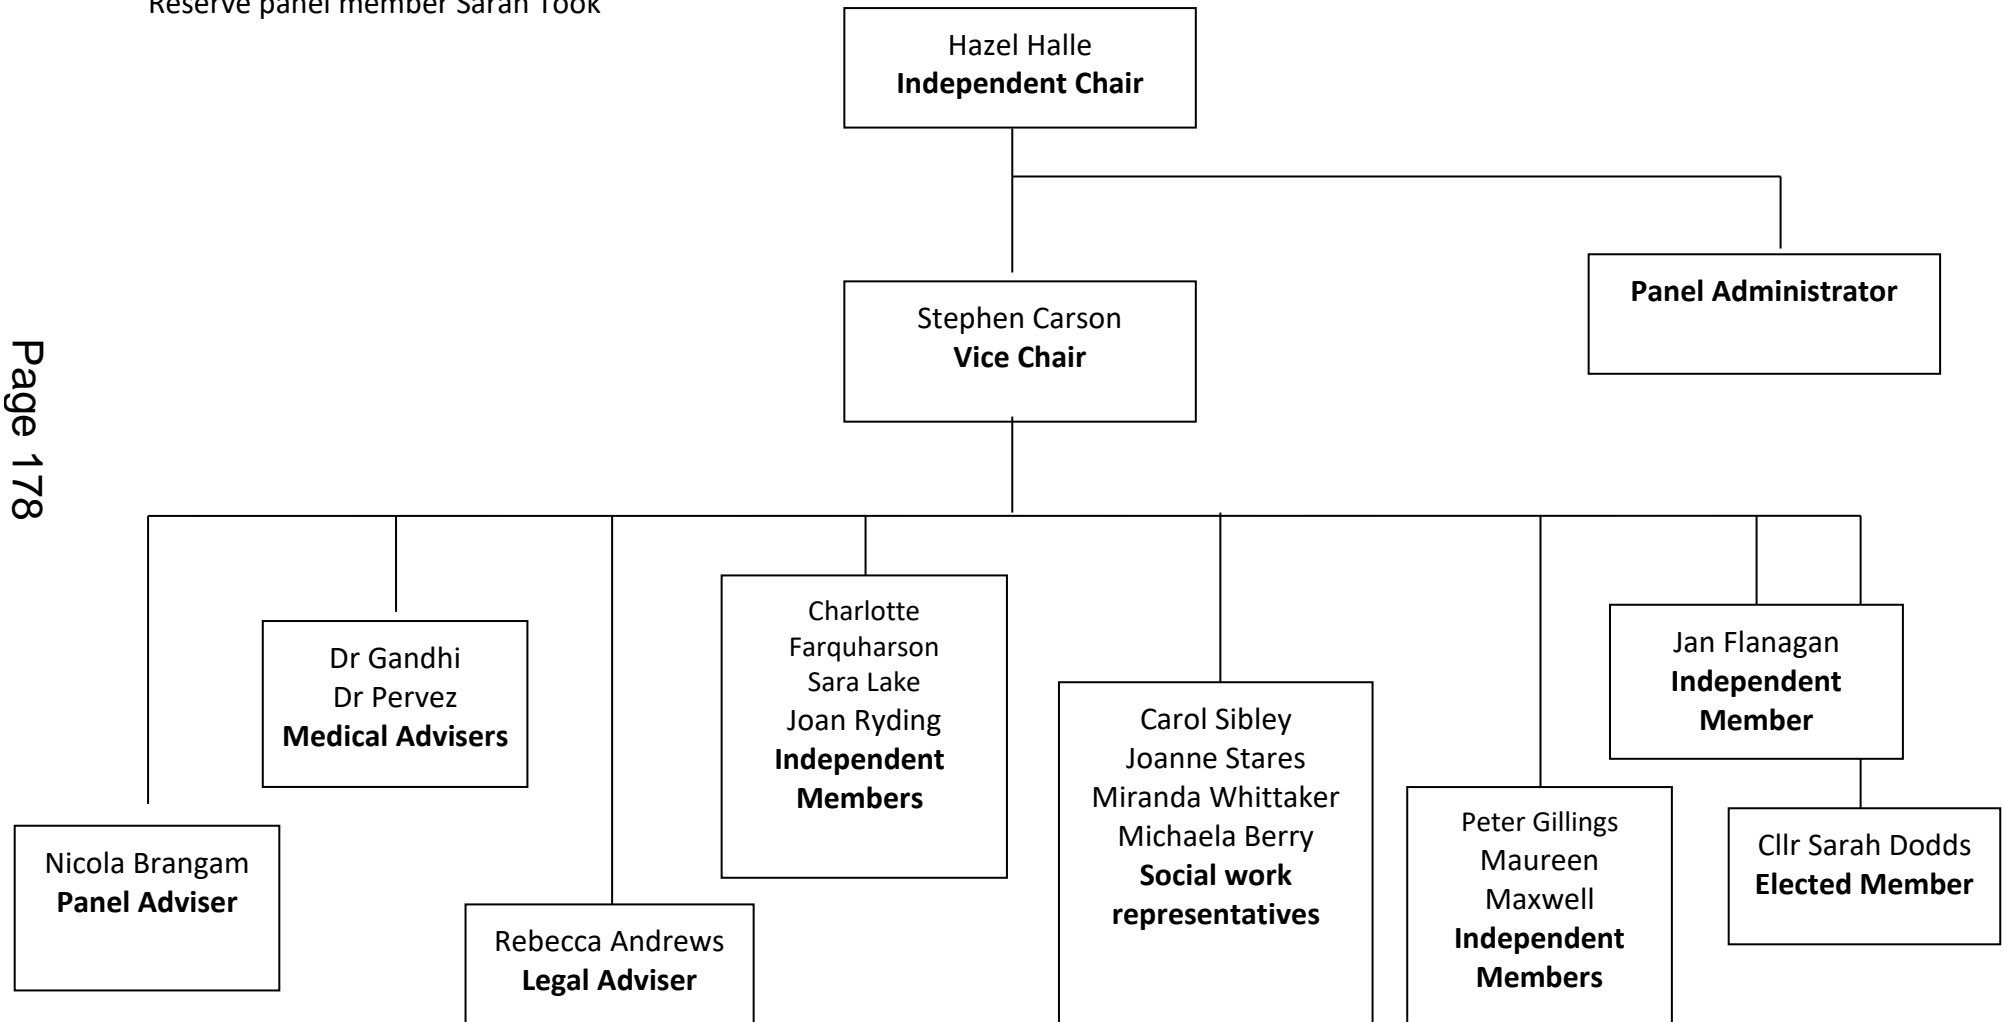 Reserve panel member Sarah Took
Hazel Halle
Independent Chair
Panel Administrator
Stephen Carson
Vice Chair
Page 178
Nicola Brangam
Panel Adviser
Dr Gandhi
Dr Pervez
Medical Advisers
Rebecca Andrews
Legal Adviser
Charlotte
Farquharson
Sara Lake
Joan Ryding
Independent
Members
Carol Sibley
Joanne Stares
Miranda Whittaker
Michaela Berry
Social work
representatives
Peter Gillings
Maureen
Maxwell
Independent
Members
Jan Flanagan
Independent
Member
Cllr Sarah Dodds
Elected Member